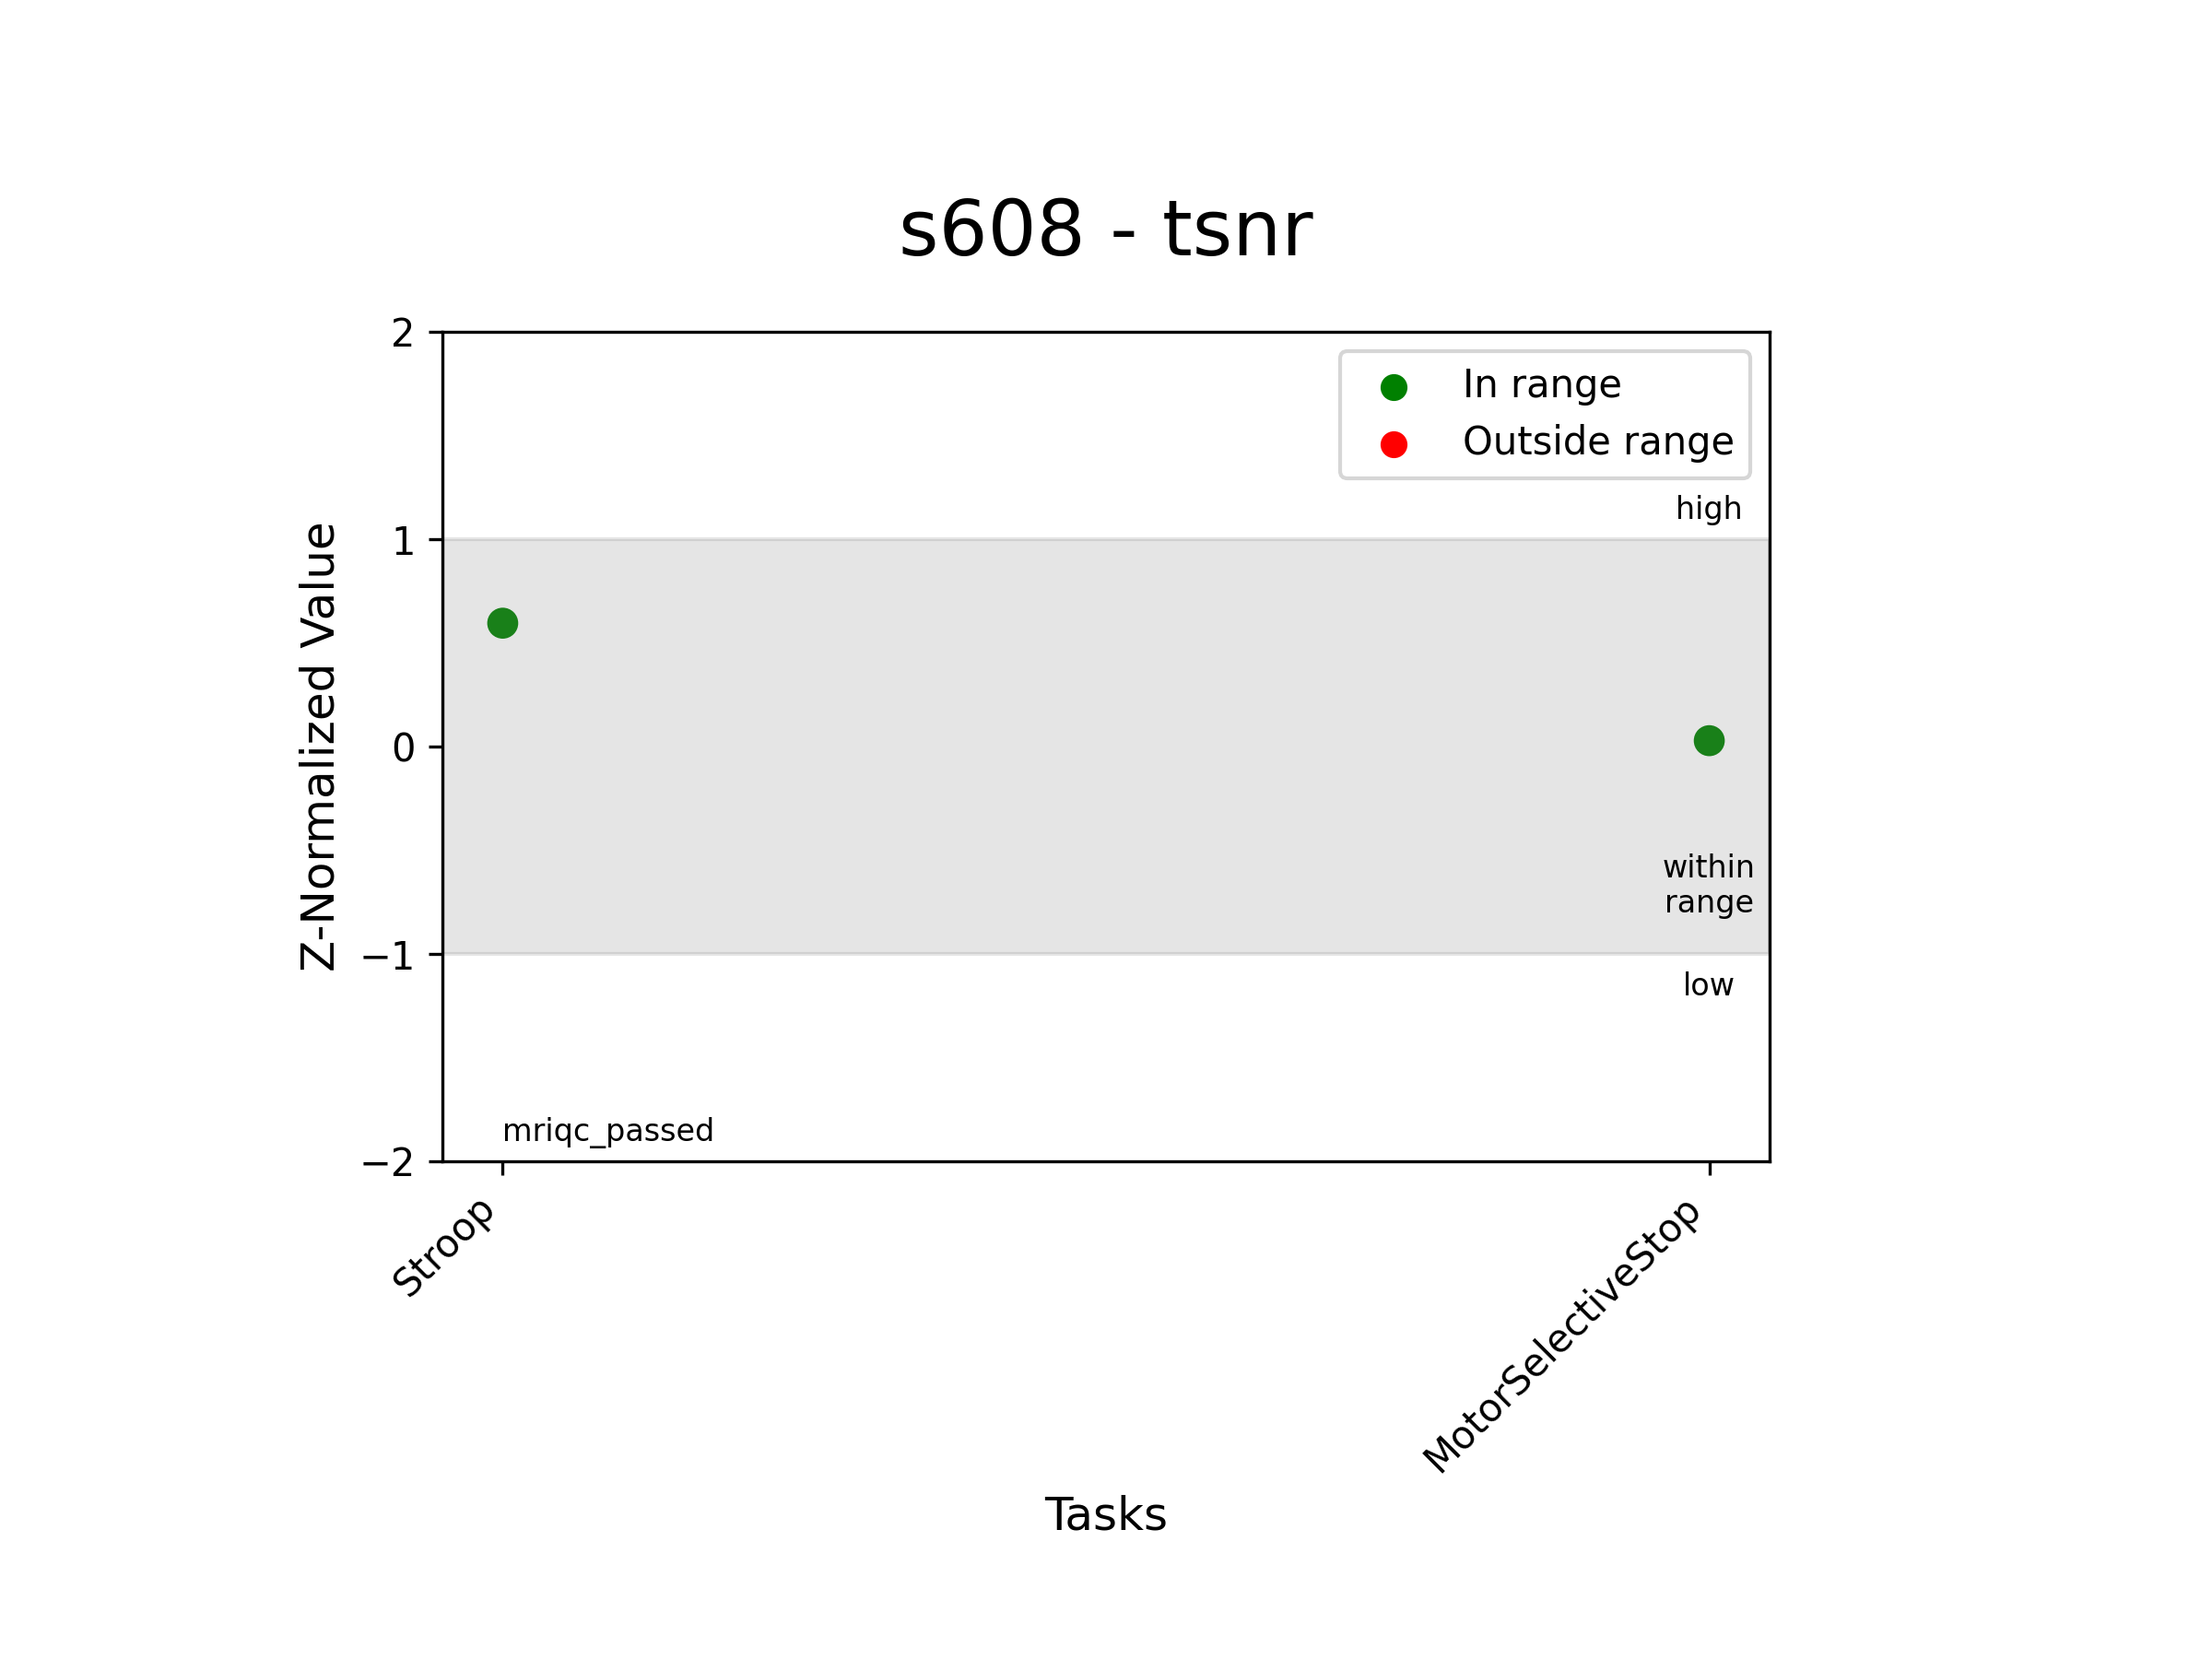 s608 - tsnr
2
In range
Outside range
high
1
Z-Normalized Value
0
within
range
−1
low
mriqc_passed
−2
Stroop
MotorSelectiveStop
Tasks